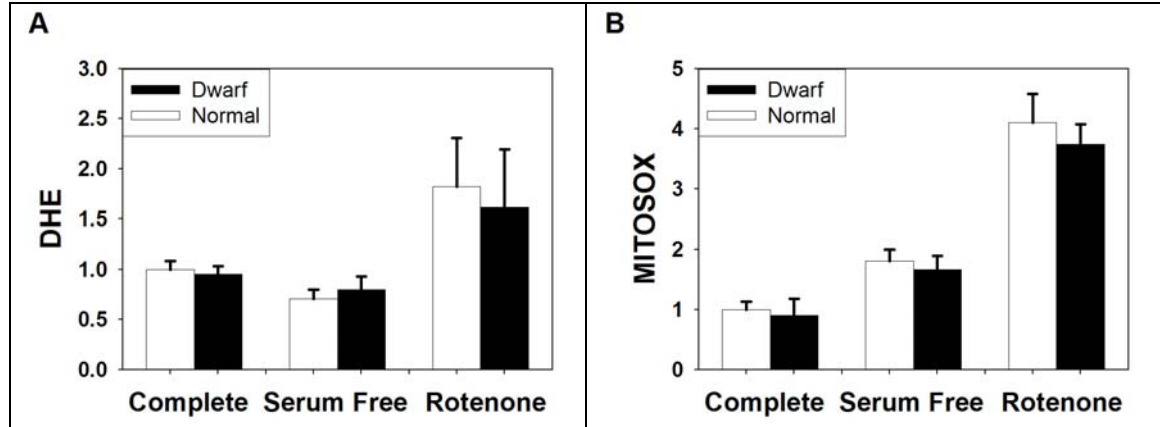 A
3.0
2.5
2.0
1.5
1.0
0.5
0.0
DHE
Dwarf
Normal
Complete Serum Free Rotenone
B
5
4
3
2
1
0
MITOSOX
Dwarf
Normal
Complete Serum Free Rotenone